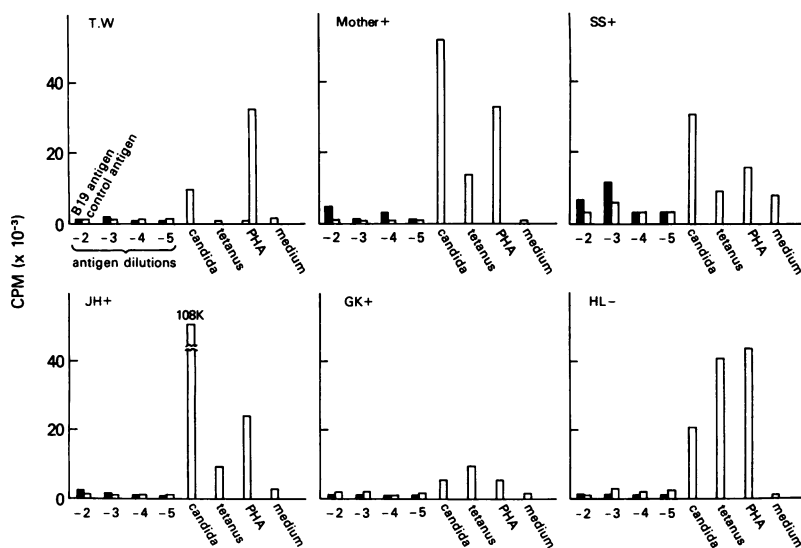 T.W
Mother+
SS+
40
20
0
B19 antigen
control antigen
-2 -3 -4 -5
antigen dilutions
candida
tetanus
PHA
medium
-2 -3 -4 -5
candida
tetanus
PHA
medium
-2 -3 -4 -5
candida
tetanus
PHA
medium
CPM (x 10⁻³)
JH+
GK+
HL-
108K
40
20
0
-2 -3 -4 -5
candida
tetanus
PHA
medium
-2 -3 -4 -5
candida
tetanus
PHA
medium
-2 -3 -4 -5
candida
tetanus
PHA
medium